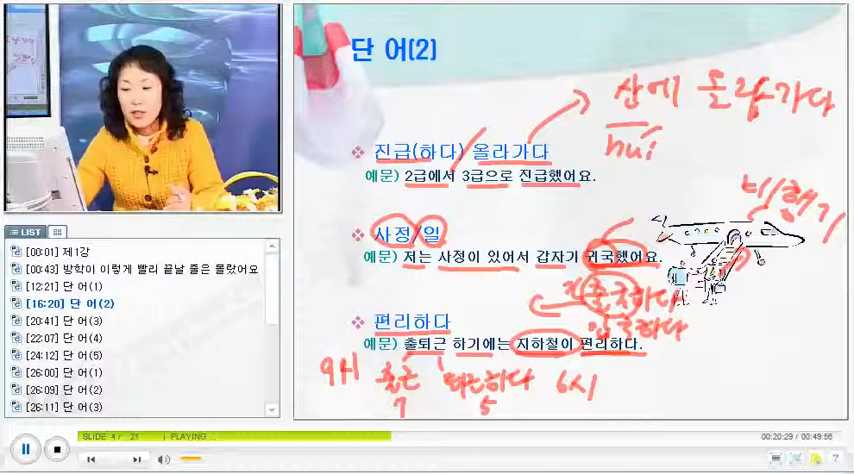 단 어(2)
산에 올라가다
hui
❖ 진급(하다)/올라가다
예문) 2급에서 3급으로 진급했어요.
비행기
❖ 사정/일
예문) 저는 사정이 있어서 갑자기 귀국했어요.
출국하다
입국하다
❖ 편리하다
예문) 출퇴근 하기에는 지하철이 편리하다.
9시 출근 퇴근하다 6시
7 5
LIST
[00:01] 제1강
[00:43] 방학이 이렇게 빨리 끝날 줄은 몰랐어요
[12:21] 단 어(1)
[16:20] 단 어(2)
[20:41] 단 어(3)
[22:07] 단 어(4)
[24:12] 단 어(5)
[26:00] 단 어(1)
[26:09] 단 어(2)
[26:11] 단 어(3)
SLIDE 4 / 21 PLAYING...
00:20:29 / 00:49:56